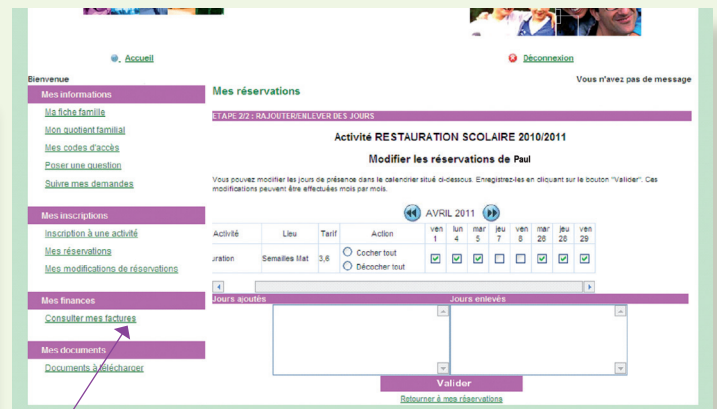 Accueil
Déconnexion
Bienvenue
Vous n'avez pas de message
Mes informations
Ma fiche famille
Mon quotient familial
Mes codes d'accès
Poser une question
Suivre mes demandes
Mes inscriptions
Inscription à une activité
Mes réservations
Mes modifications de réservations
Mes finances
Consulter mes factures
Mes documents
Documents à télécharger
Mes réservations
ETAPE 2/2 : RAJOUTER/ENLEVER DES JOURS
Activité RESTAURATION SCOLAIRE 2010/2011
Modifier les réservations de Paul
Vous pouvez modifier les jours de présence dans le calendrier situé ci-dessous. Enregistrez-les en cliquant sur le bouton "Valider". Ces
modifications peuvent être effectuées mois par mois.
AVRIL 2011
Activité Lieu Tarif Action ven 1 lun 4 mar 5 jeu 7 ven 8 mar 26 jeu 28 ven 29
uration Semailles Mat 3,6 Cocher tout
Décocher tout
Jours ajoutés Jours enlevés
Valider
Retourner à mes réservations